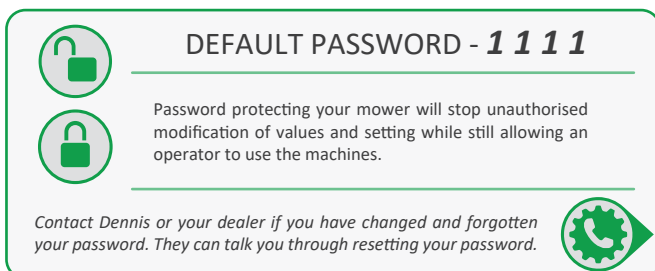 DEFAULT PASSWORD - 1 1 1 1
Password protecting your mower will stop unauthorised
modification of values and setting while still allowing an
operator to use the machines.
Contact Dennis or your dealer if you have changed and forgotten
your password. They can talk you through resetting your password.